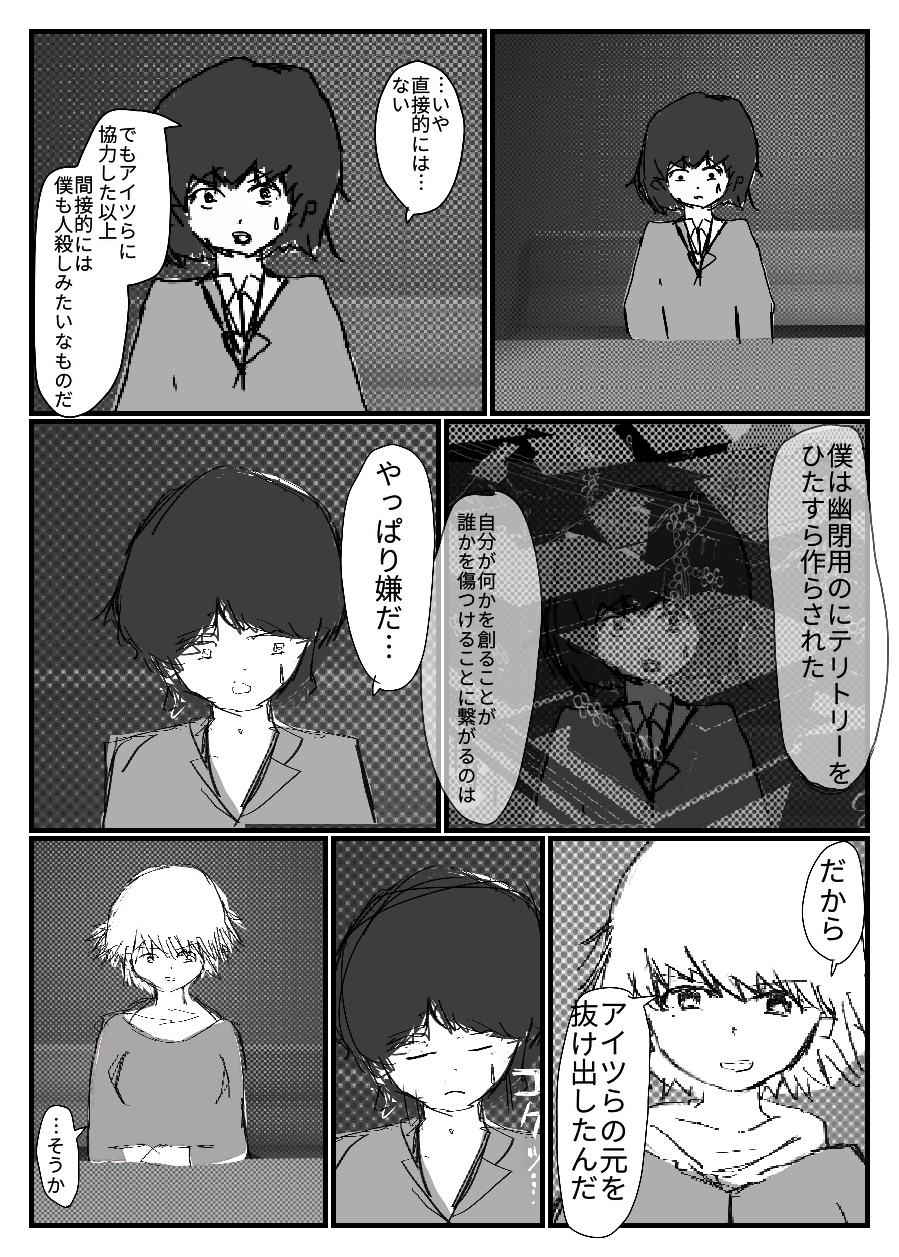 …いや
直接的には…
ない
でもアイツらに
協力した以上
間接的には
僕も人殺しみたいなものだ
僕は幽閉用のにテリトリーを
ひたすら作らされた
自分が何かを創ることが
誰かを傷つけることに繋がるのは
やっぱり嫌だ…
だから
アイツらの元を
抜け出したんだ
コクッ…
…そうか